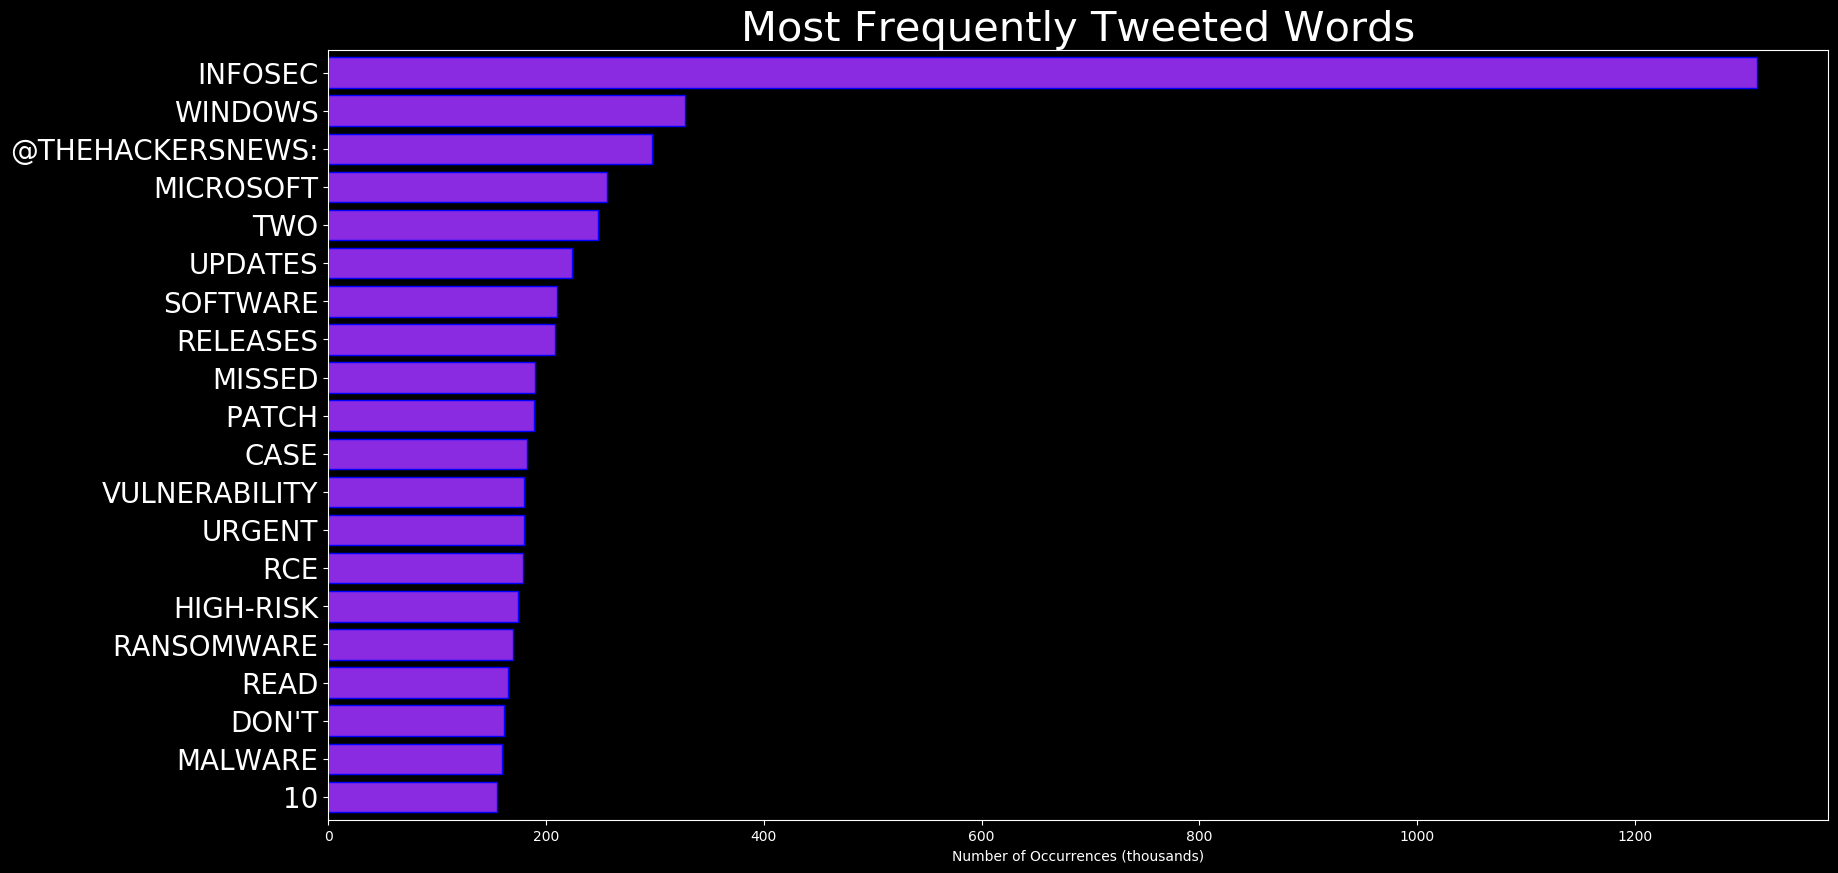 Most Frequently Tweeted Words
INFOSEC
WINDOWS
@THEHACKERSNEWS:
MICROSOFT
TWO
UPDATES
SOFTWARE
RELEASES
MISSED
PATCH
CASE
VULNERABILITY
URGENT
RCE
HIGH-RISK
RANSOMWARE
READ
DON'T
MALWARE
10
0 200 400 600 800 1000 1200
Number of Occurrences (thousands)